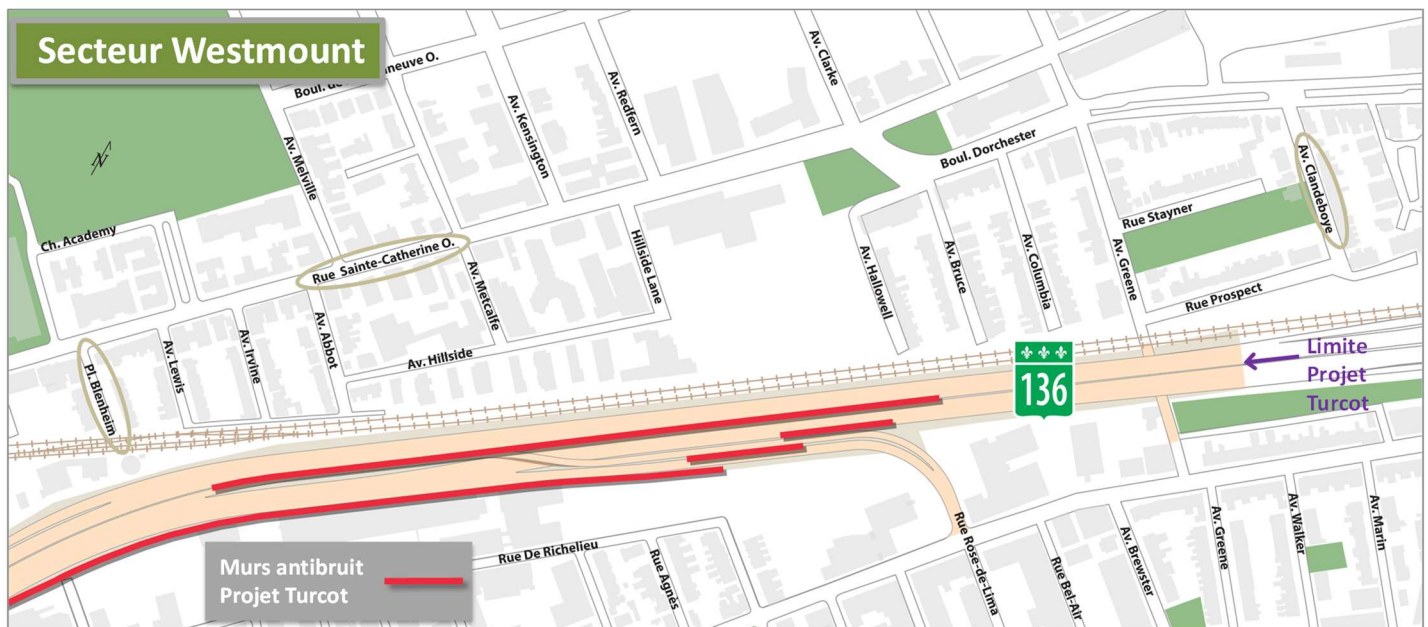 Secteur Westmount
neuve O.
Boul. de
Av. Melville
Av. Kensington
Av. Redfern
Av. Clarke
Boul. Dorchester
Av. Clandeboye
Ch. Academy
Rue Sainte-Catherine O.
Hillside Lane
Av. Metcalfe
Av. Hallowell
Av. Bruce
Av. Columbia
Av. Greene
Rue Stayner
Rue Prospect
Pl. Blenheim
Av. Lewis
Av. Irvine
Av. Abbot
Av. Hillside
136
Limite
Projet
Turcot
Murs antibruit
Projet Turcot
Rue De Richelieu
Rue Agnès
Rue Rose-de-Lima
Rue Bel-Air
Av. Brewster
Av. Greene
Av. Walker
Av. Marin
N